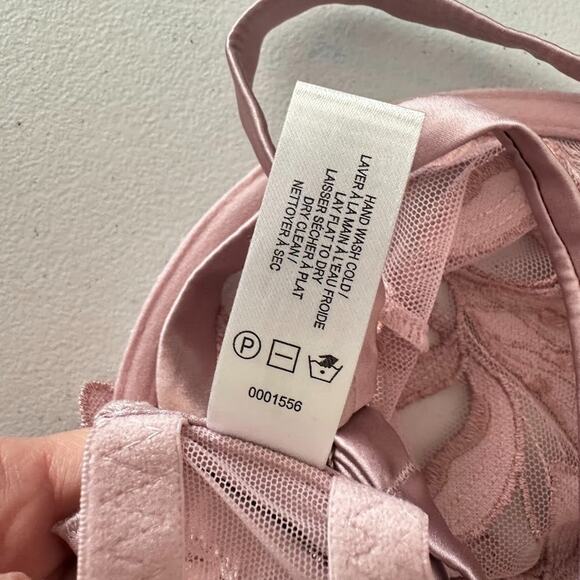 HAND WASH COLD /
LAVER À LA MAIN À L'EAU FROIDE
LAY FLAT TO DRY
LAISSER SÉCHER À PLAT
DRY CLEAN /
NETTOYER À SEC
P
0001556